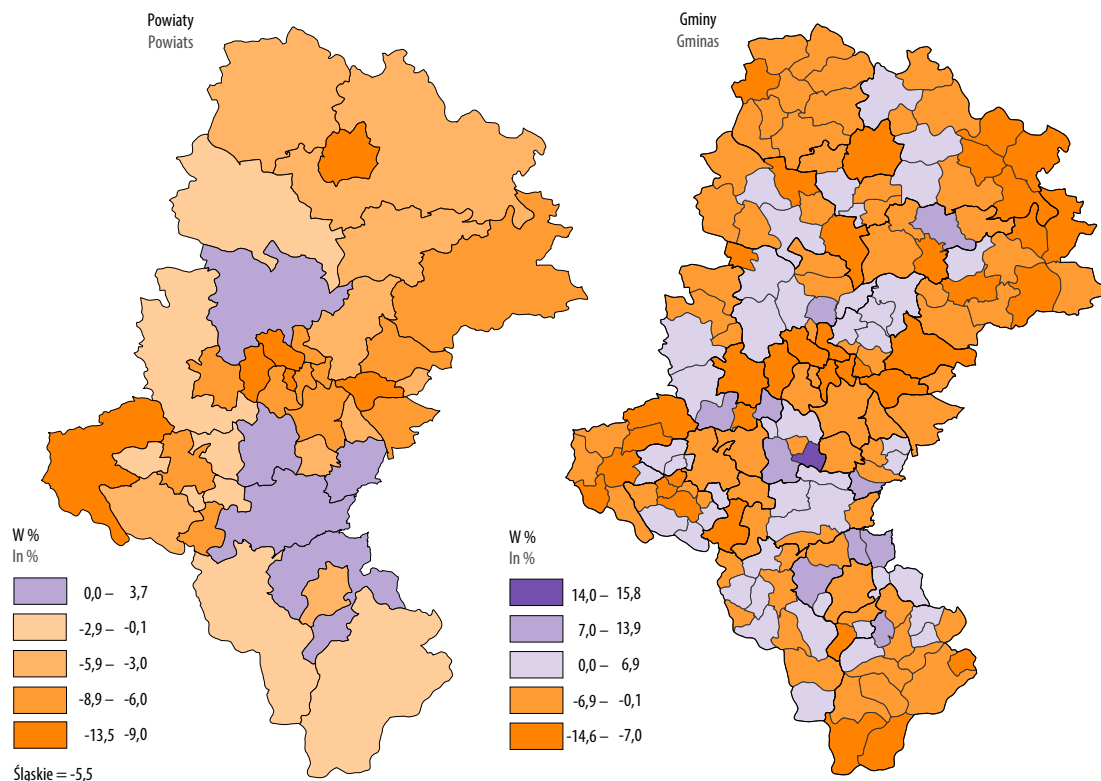 Powiaty
Powiats
W %
In %
0,0 – 3,7
-2,9 – -0,1
-5,9 – -3,0
-8,9 – -6,0
-13,5 -9,0
Śląskie = -5,5
Gminy
Gminas
W %
In %
14,0 – 15,8
7,0 – 13,9
0,0 – 6,9
-6,9 – -0,1
-14,6 – -7,0